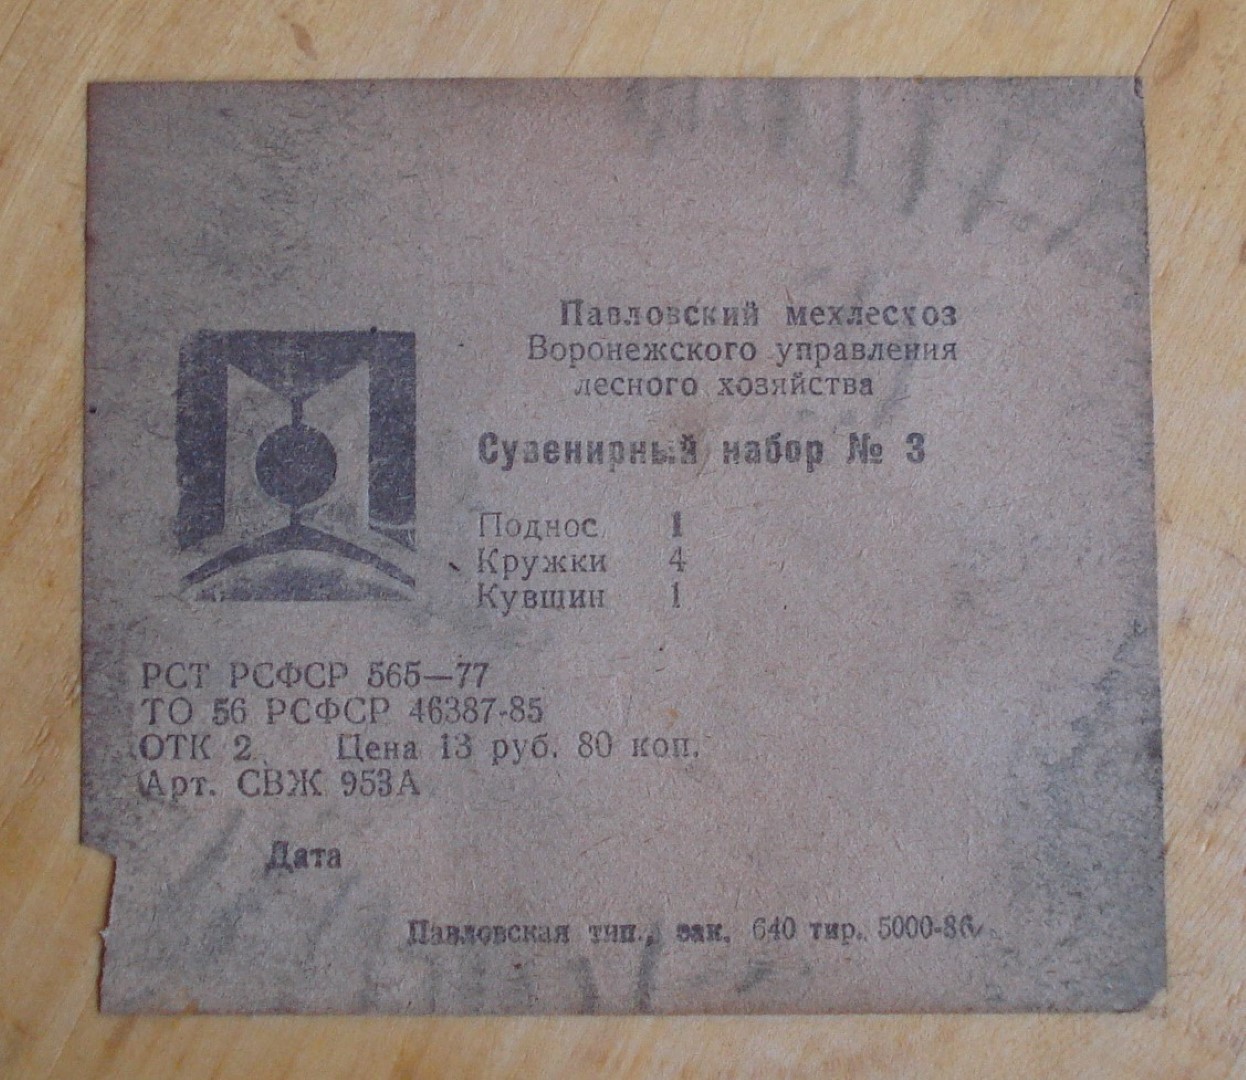 Павловский мехлесхоз
Воронежского управления
лесного хозяйства
Сувенирный набор № 3
Поднос 1
Кружки 4
Кувшин 1
РСТ РСФСР 565—77
ТО 56 РСФСР 46387-85
ОТК 2 Цена 13 руб. 80 коп.
Арт. СВЖ 953А
Дата
Павловская тип., зак. 640 тир. 5000-86